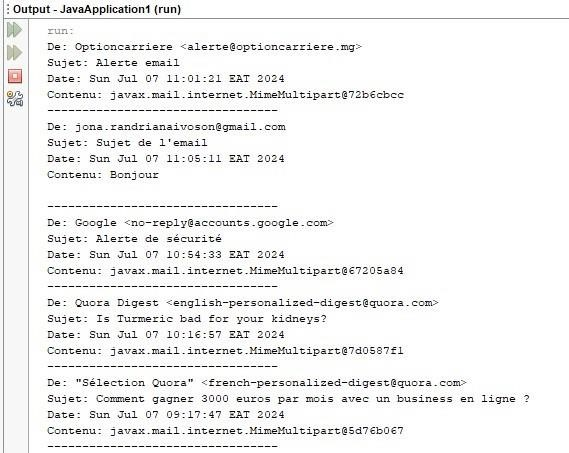 Output - JavaApplication1 (run)
run:
De: Optioncarriere <alerte@optioncarriere.mg>
Sujet: Alerte email
Date: Sun Jul 07 11:01:21 EAT 2024
Contenu: javax.mail.internet.MimeMultipart@72b6cbcc
---------------------------------
De: jona.randrianaivoson@gmail.com
Sujet: Sujet de l'email
Date: Sun Jul 07 11:05:11 EAT 2024
Contenu: Bonjour
---------------------------------
De: Google <no-reply@accounts.google.com>
Sujet: Alerte de sécurité
Date: Sun Jul 07 10:54:33 EAT 2024
Contenu: javax.mail.internet.MimeMultipart@67205a84
---------------------------------
De: Quora Digest <english-personalized-digest@quora.com>
Sujet: Is Turmeric bad for your kidneys?
Date: Sun Jul 07 10:16:57 EAT 2024
Contenu: javax.mail.internet.MimeMultipart@7d0587f1
---------------------------------
De: "Sélection Quora" <french-personalized-digest@quora.com>
Sujet: Comment gagner 3000 euros par mois avec un business en ligne ?
Date: Sun Jul 07 09:17:47 EAT 2024
Contenu: javax.mail.internet.MimeMultipart@5d76b067
---------------------------------